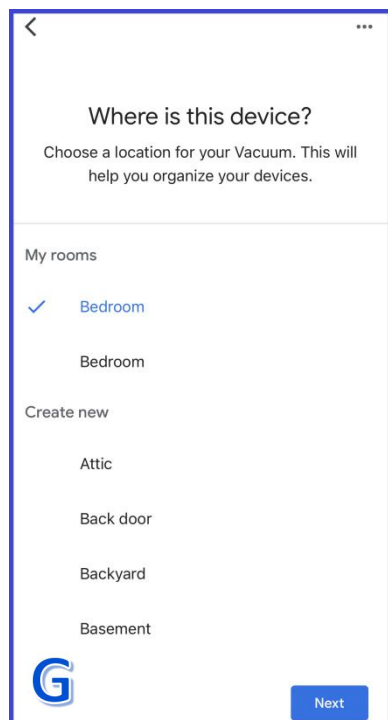 Where is this device?
Choose a location for your Vacuum. This will
help you organize your devices.
My rooms
Bedroom
Bedroom
Create new
Attic
Back door
Backyard
Basement
G
Next